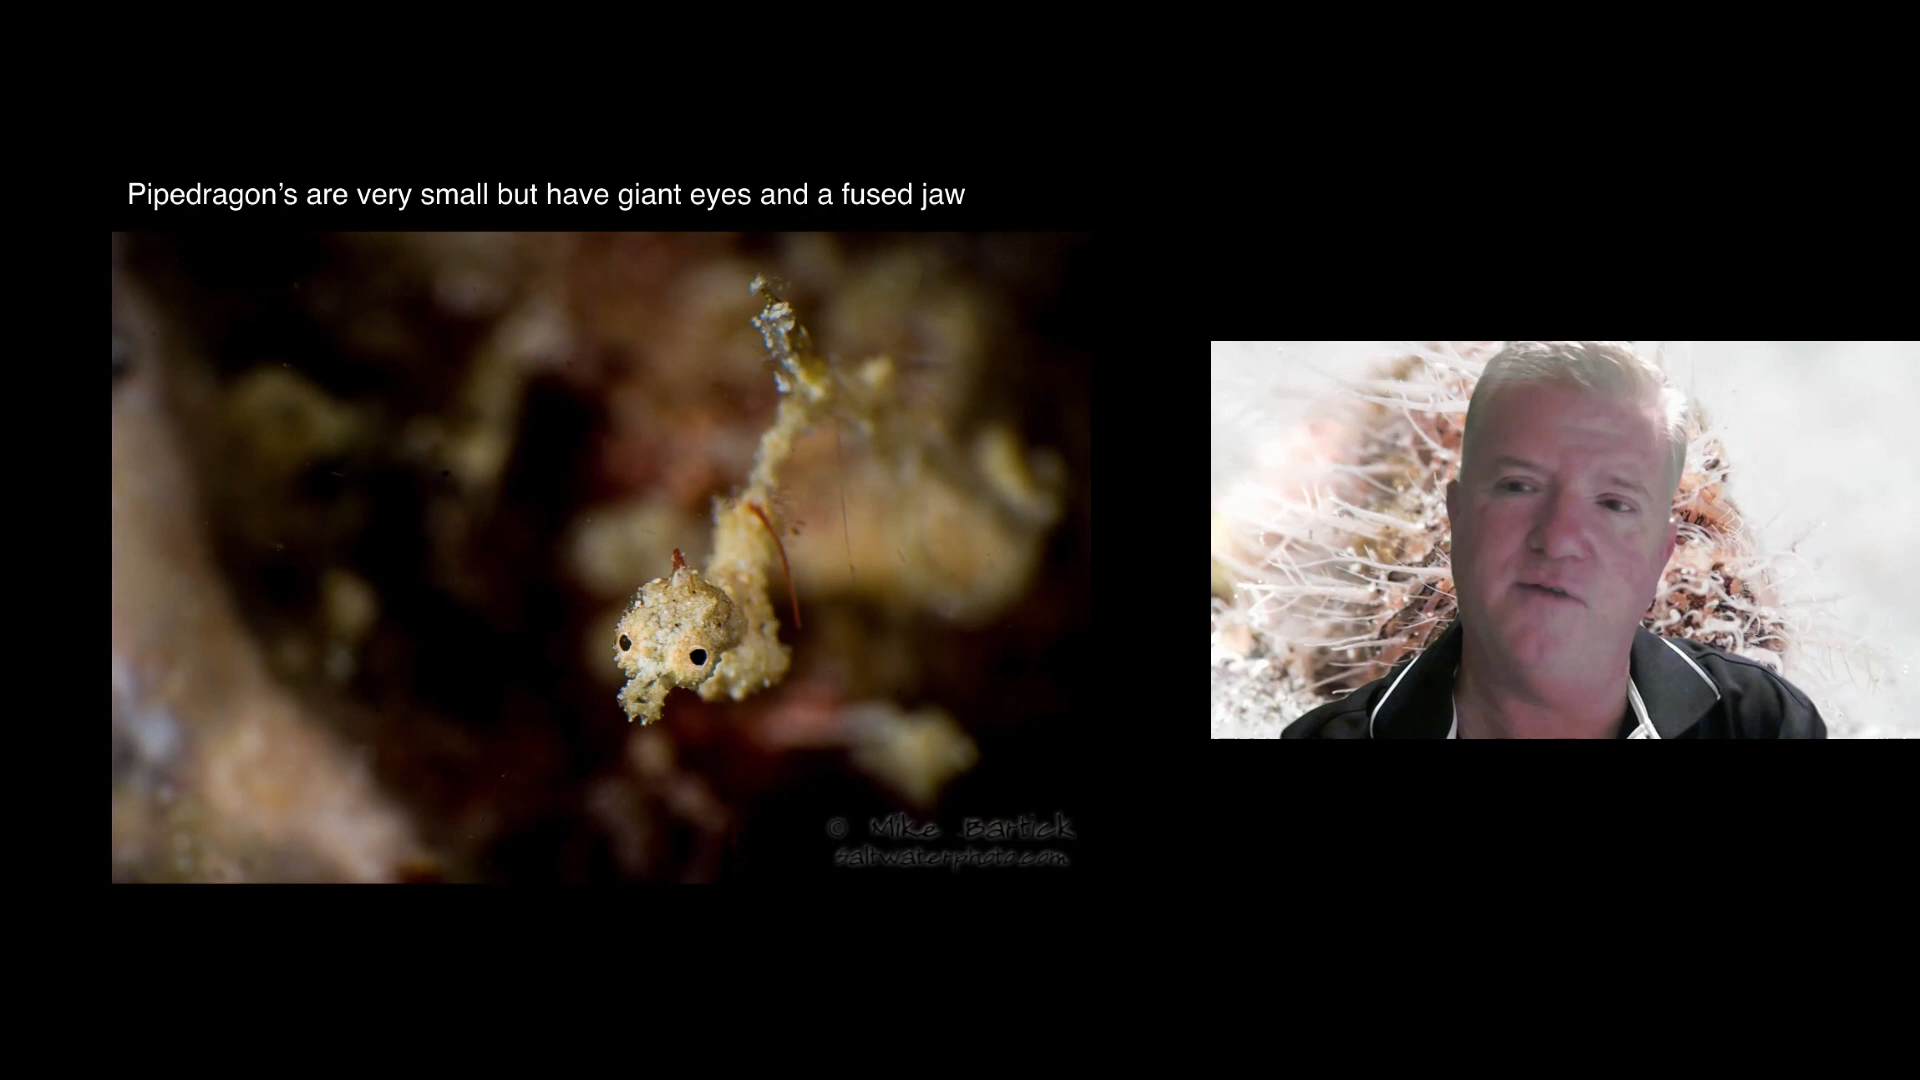 Pipedragon’s are very small but have giant eyes and a fused jaw
© Mike Bartick
saltwaterphoto.com